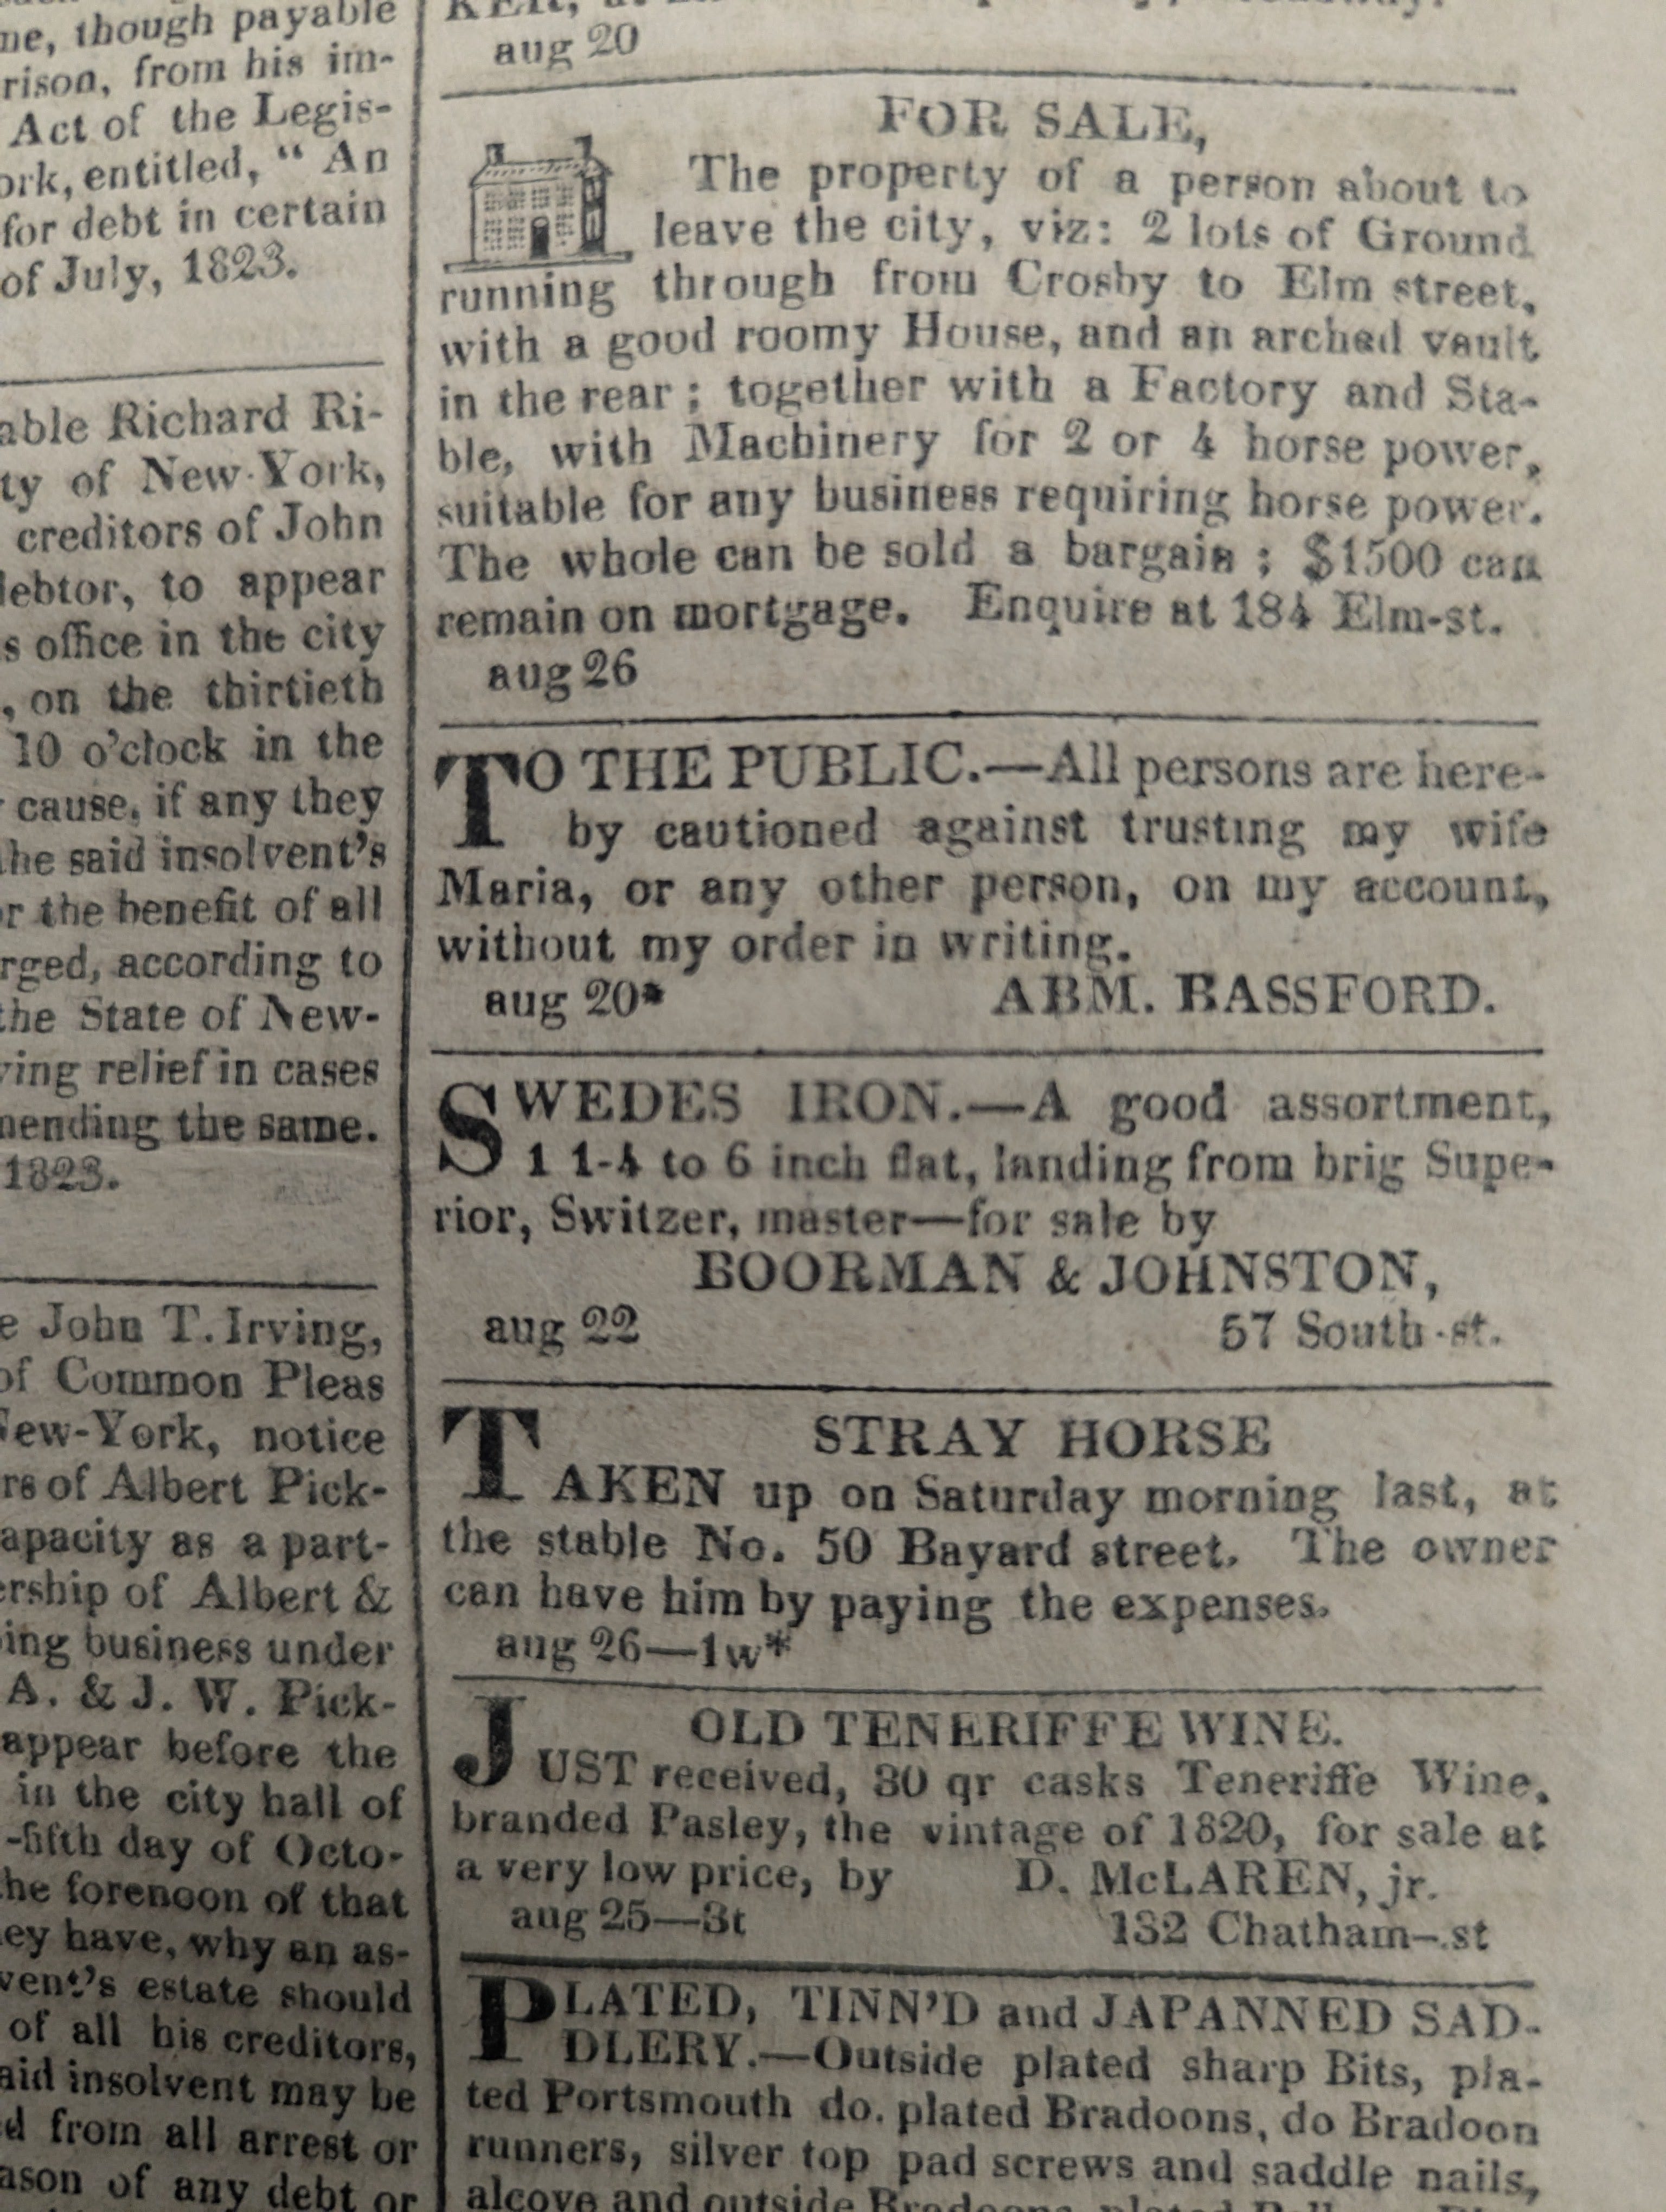 ne, though payable
rison, from his im-
Act of the Legis-
ork, entitled, “ An
for debt in certain
of July, 1823.
able Richard Ri-
ty of New-York,
creditors of John
debtor, to appear
s office in the city
, on the thirtieth
10 o’clock in the
cause, if any they
the said insolvent’s
or the benefit of all
rged, according to
the State of New-
ving relief in cases
mending the same.
1823.
e John T. Irving,
of Common Pleas
New-York, notice
rs of Albert Pick-
apacity as a part-
ership of Albert &
ing business under
A. & J. W. Pick-
appear before the
in the city hall of
-fifth day of Octo-
the forenoon of that
ey have, why an as-
vent’s estate should
of all his creditors,
aid insolvent may be
d from all arrest or
ason of any debt or
aug 20
FOR SALE,
The property of a person about to
leave the city, viz: 2 lots of Ground
running through from Crosby to Elm street,
with a good roomy House, and an arched vault
in the rear ; together with a Factory and Sta-
ble, with Machinery for 2 or 4 horse power,
suitable for any business requiring horse power.
The whole can be sold a bargain ; $1500 can
remain on mortgage. Enquire at 184 Elm-st.
aug 26
TO THE PUBLIC.—All persons are here-
by cautioned against trusting my wife
Maria, or any other person, on my account,
without my order in writing.
aug 20* ABM. BASSFORD.
SWEDES IRON.—A good assortment,
1 1-4 to 6 inch flat, landing from brig Supe-
rior, Switzer, master—for sale by
BOORMAN & JOHNSTON,
aug 22 57 South-st.
STRAY HORSE
TAKEN up on Saturday morning last, at
the stable No. 50 Bayard street. The owner
can have him by paying the expenses.
aug 26—1w*
OLD TENERIFFE WINE.
JUST received, 30 qr casks Teneriffe Wine,
branded Pasley, the vintage of 1820, for sale at
a very low price, by D. McLAREN, jr.
aug 25—3t 132 Chatham-st
PLATED, TINN’D and JAPANNED SAD-
DLERY.—Outside plated sharp Bits, pla-
ted Portsmouth do. plated Bradoons, do Bradoon
runners, silver top pad screws and saddle nails,
alcove and outside Bradoons, plated